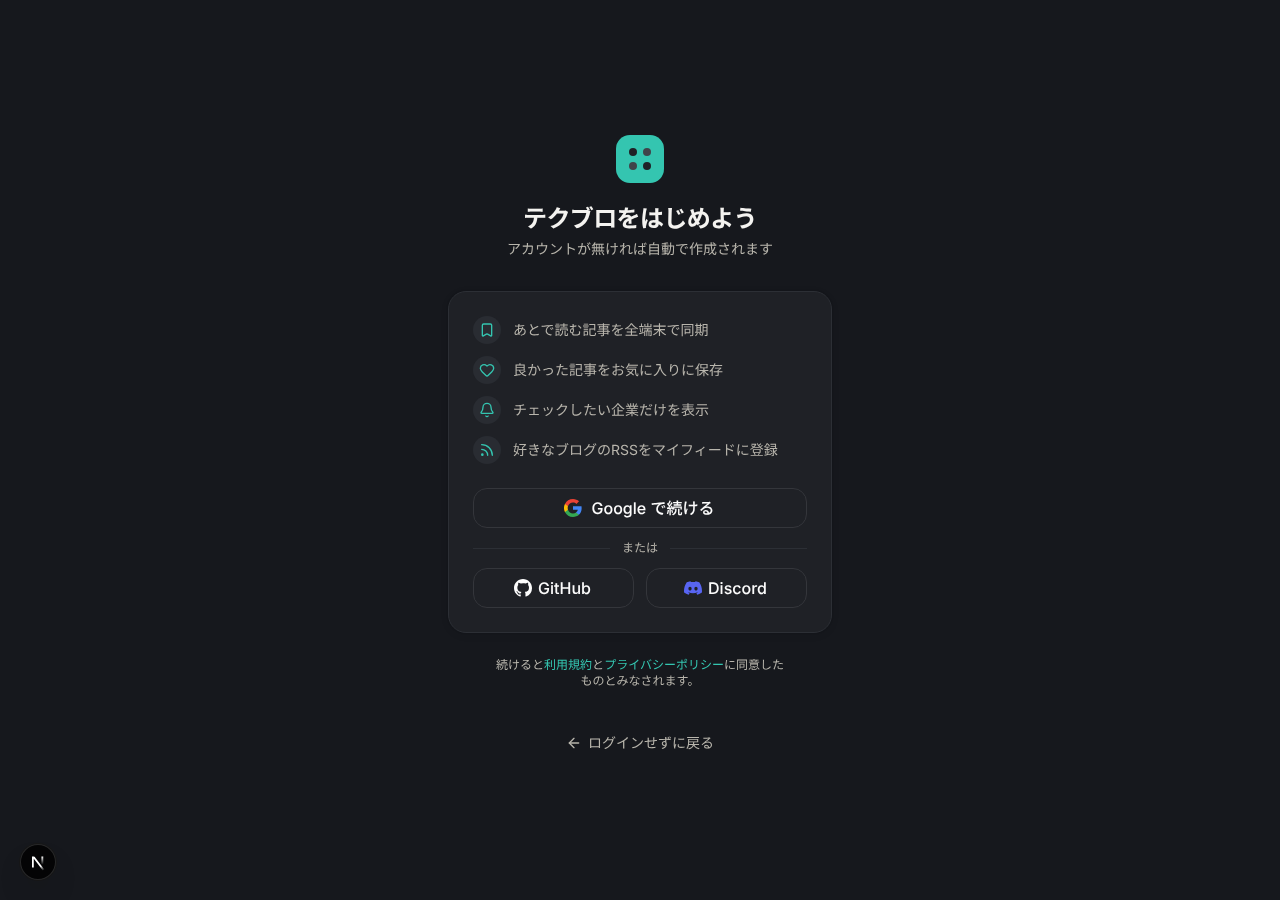 テクブロをはじめよう
アカウントが無ければ自動で作成されます
あとで読む記事を全端末で同期
良かった記事をお気に入りに保存
チェックしたい企業だけを表示
好きなブログのRSSをマイフィードに登録
Google で続ける
または
GitHub
Discord
続けると利用規約とプライバシーポリシーに同意した
ものとみなされます。
ログインせずに戻る
N